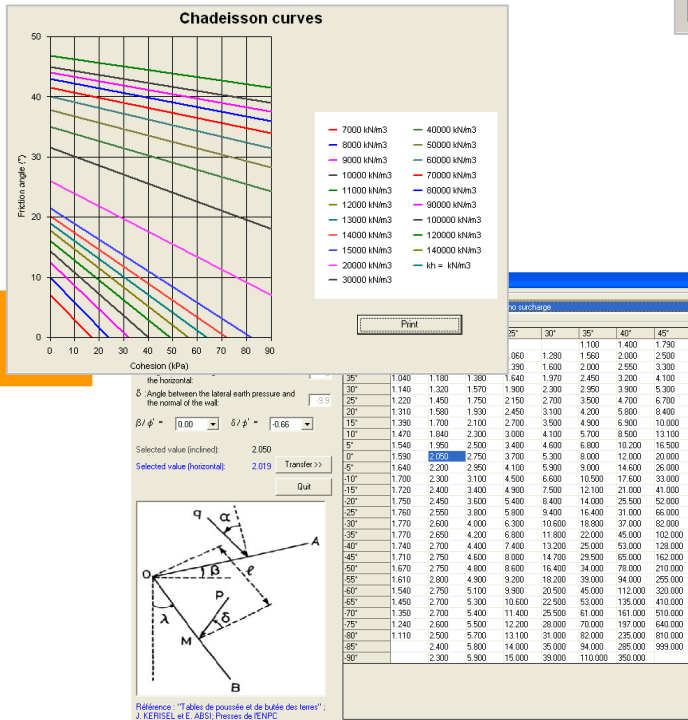 Chadeisson curves
50
40
30
20
10
0
Friction angle (°)
0 10 20 30 40 50 60 70 80 90
Cohesion (kPa)
7000 kN/m3 40000 kN/m3
8000 kN/m3 50000 kN/m3
9000 kN/m3 60000 kN/m3
10000 kN/m3 70000 kN/m3
11000 kN/m3 80000 kN/m3
12000 kN/m3 90000 kN/m3
13000 kN/m3 100000 kN/m3
14000 kN/m3 120000 kN/m3
15000 kN/m3 140000 kN/m3
20000 kN/m3 kh = kN/m3
30000 kN/m3
Print
the horizontal:
δ :Angle between the lateral earth pressure and
the normal of the wall: -9.9
β/ ϕ' = 0.00 δ/ ϕ' = -0.66
Selected value (inclined): 2.050
Selected value (horizontal): 2.019 Transfer >>
Quit
q α A
O β ℓ
P
λ δ
M
B
Référence : "Tables de poussée et de butée des terres" ;
J. KERISEL et E. ABSI; Presses de l'ENPC
no surcharge
25° 30° 35° 40° 45°
1.100 1.400 1.790
.060 1.280 1.560 2.000 2.500
.390 1.600 2.000 2.550 3.300
35° 1.040 1.180 1.380 1.640 1.970 2.450 3.200 4.100
30° 1.140 1.320 1.570 1.900 2.300 2.950 3.900 5.300
25° 1.220 1.450 1.750 2.150 2.700 3.500 4.700 6.700
20° 1.310 1.580 1.930 2.450 3.100 4.200 5.800 8.400
15° 1.390 1.700 2.100 2.700 3.500 4.900 6.900 10.000
10° 1.470 1.840 2.300 3.000 4.100 5.700 8.500 13.100
5° 1.540 1.950 2.500 3.400 4.600 6.800 10.200 16.500
0° 1.590 2.050 2.750 3.700 5.300 8.000 12.000 20.000
-5° 1.640 2.200 2.950 4.100 5.900 9.000 14.600 26.000
-10° 1.700 2.300 3.100 4.500 6.600 10.500 17.600 33.000
-15° 1.720 2.400 3.400 4.900 7.500 12.100 21.000 41.000
-20° 1.750 2.450 3.600 5.400 8.400 14.000 25.500 52.000
-25° 1.760 2.550 3.800 5.800 9.400 16.400 31.000 66.000
-30° 1.770 2.600 4.000 6.300 10.600 18.800 37.000 82.000
-35° 1.770 2.650 4.200 6.800 11.800 22.000 45.000 102.000
-40° 1.740 2.700 4.400 7.400 13.200 25.000 53.000 128.000
-45° 1.710 2.750 4.600 8.000 14.700 29.500 65.000 162.000
-50° 1.670 2.750 4.800 8.600 16.400 34.000 78.000 210.000
-55° 1.610 2.800 4.900 9.200 18.200 39.000 94.000 255.000
-60° 1.540 2.750 5.100 9.900 20.500 45.000 112.000 320.000
-65° 1.450 2.700 5.300 10.600 22.500 53.000 135.000 410.000
-70° 1.350 2.700 5.400 11.400 25.500 61.000 161.000 510.000
-75° 1.240 2.600 5.500 12.200 28.000 70.000 197.000 640.000
-80° 1.110 2.500 5.700 13.100 31.000 82.000 235.000 810.000
-85° 2.400 5.800 14.000 35.000 94.000 285.000 999.000
-90° 2.300 5.900 15.000 39.000 110.000 350.000